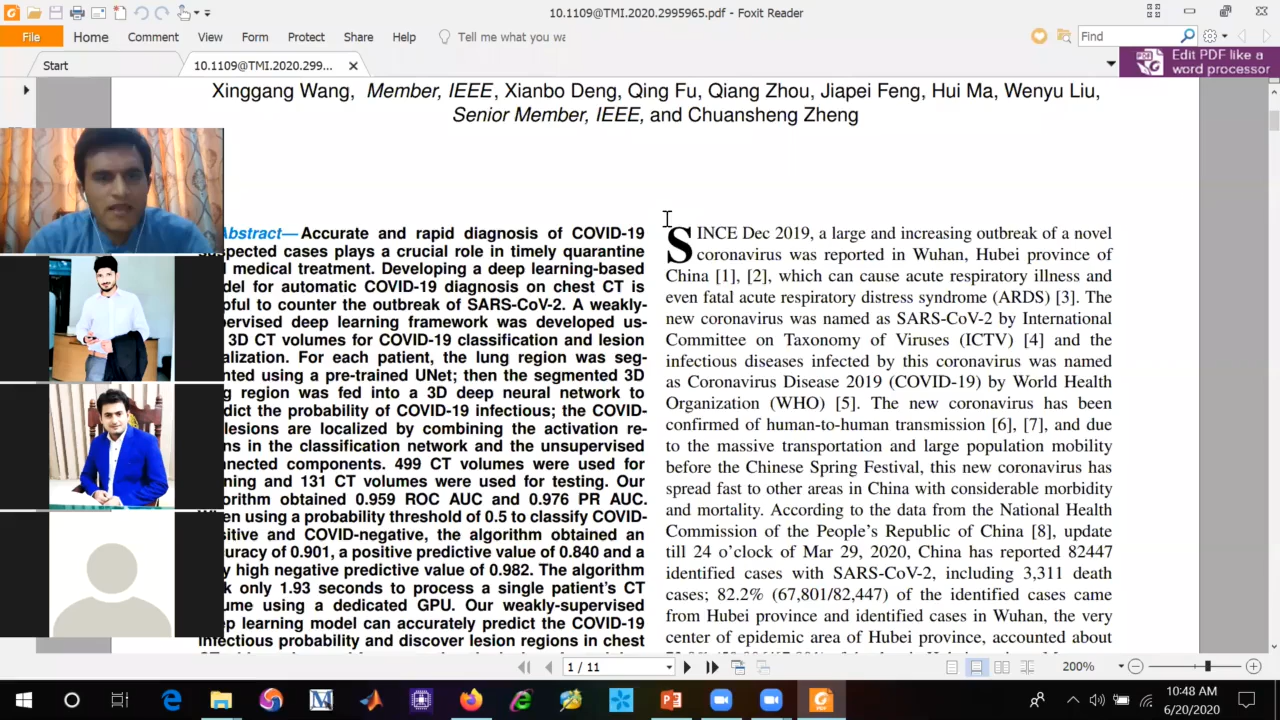 10.1109@TMI.2020.2995965.pdf - Foxit Reader
File Home Comment View Form Protect Share Help Tell me what you wa Find
Start 10.1109@TMI.2020.299... Edit PDF like a
word processor
Xinggang Wang, Member, IEEE, Xianbo Deng, Qing Fu, Qiang Zhou, Jiapei Feng, Hui Ma, Wenyu Liu,
Senior Member, IEEE, and Chuansheng Zheng
Abstract— Accurate and rapid diagnosis of COVID-19
spected cases plays a crucial role in timely quarantine
medical treatment. Developing a deep learning-based
del for automatic COVID-19 diagnosis on chest CT is
pful to counter the outbreak of SARS-CoV-2. A weakly-
pervised deep learning framework was developed us-
3D CT volumes for COVID-19 classification and lesion
alization. For each patient, the lung region was seg-
nted using a pre-trained UNet; then the segmented 3D
g region was fed into a 3D deep neural network to
dict the probability of COVID-19 infectious; the COVID-
lesions are localized by combining the activation re-
ns in the classification network and the unsupervised
nnected components. 499 CT volumes were used for
ning and 131 CT volumes were used for testing. Our
orithm obtained 0.959 ROC AUC and 0.976 PR AUC.
hen using a probability threshold of 0.5 to classify COVID-
sitive and COVID-negative, the algorithm obtained an
uracy of 0.901, a positive predictive value of 0.840 and a
y high negative predictive value of 0.982. The algorithm
k only 1.93 seconds to process a single patient's CT
ume using a dedicated GPU. Our weakly-supervised
ep learning model can accurately predict the COVID-19
infectious probability and discover lesion regions in chest
SINCE Dec 2019, a large and increasing outbreak of a novel
coronavirus was reported in Wuhan, Hubei province of
China [1], [2], which can cause acute respiratory illness and
even fatal acute respiratory distress syndrome (ARDS) [3]. The
new coronavirus was named as SARS-CoV-2 by International
Committee on Taxonomy of Viruses (ICTV) [4] and the
infectious diseases infected by this coronavirus was named
as Coronavirus Disease 2019 (COVID-19) by World Health
Organization (WHO) [5]. The new coronavirus has been
confirmed of human-to-human transmission [6], [7], and due
to the massive transportation and large population mobility
before the Chinese Spring Festival, this new coronavirus has
spread fast to other areas in China with considerable morbidity
and mortality. According to the data from the National Health
Commission of the People's Republic of China [8], update
till 24 o'clock of Mar 29, 2020, China has reported 82447
identified cases with SARS-CoV-2, including 3,311 death
cases; 82.2% (67,801/82,447) of the identified cases came
from Hubei province and identified cases in Wuhan, the very
center of epidemic area of Hubei province, accounted about
1 / 11 200%
10:48 AM
6/20/2020